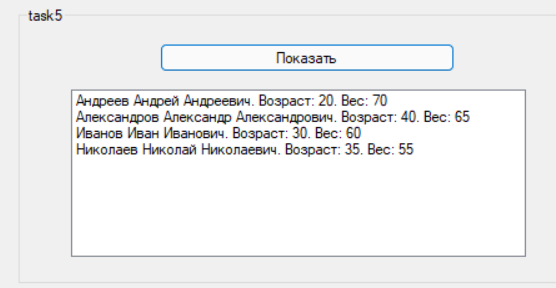 task5
Показать
Андреев Андрей Андреевич. Возраст: 20. Вес: 70
Александров Александр Александрович. Возраст: 40. Вес: 65
Иванов Иван Иванович. Возраст: 30. Вес: 60
Николаев Николай Николаевич. Возраст: 35. Вес: 55